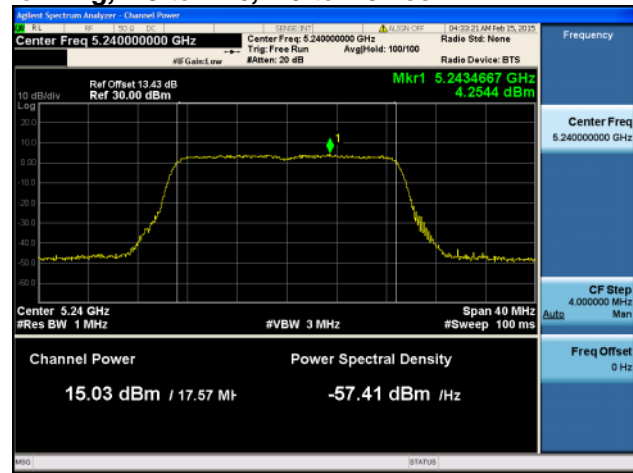 Agilent Spectrum Analyzer - Channel Power
RL RF 50 Ω DC SENSE:INT ALIGN OFF 04:33:21 AM Feb 15, 2015
Center Freq 5.240000000 GHz
Center Freq: 5.240000000 GHz
Radio Std: None
Trig: Free Run Avg|Hold: 100/100
#IFGain:Low #Atten: 20 dB Radio Device: BTS
Frequency
Ref Offset 13.43 dB
10 dB/div Ref 30.00 dBm
Log
Mkr1 5.2434667 GHz
4.2544 dBm
20.0
10.0
0.00
-10.0
-20.0
-30.0
-40.0
-50.0
-60.0
1
Center 5.24 GHz Span 40 MHz
#Res BW 1 MHz #VBW 3 MHz #Sweep 100 ms
Channel Power Power Spectral Density
15.03 dBm / 17.57 MH -57.41 dBm /Hz
Center Freq
5.240000000 GHz
CF Step
4.000000 MHz
Auto Man
Freq Offset
0 Hz
MSG STATUS